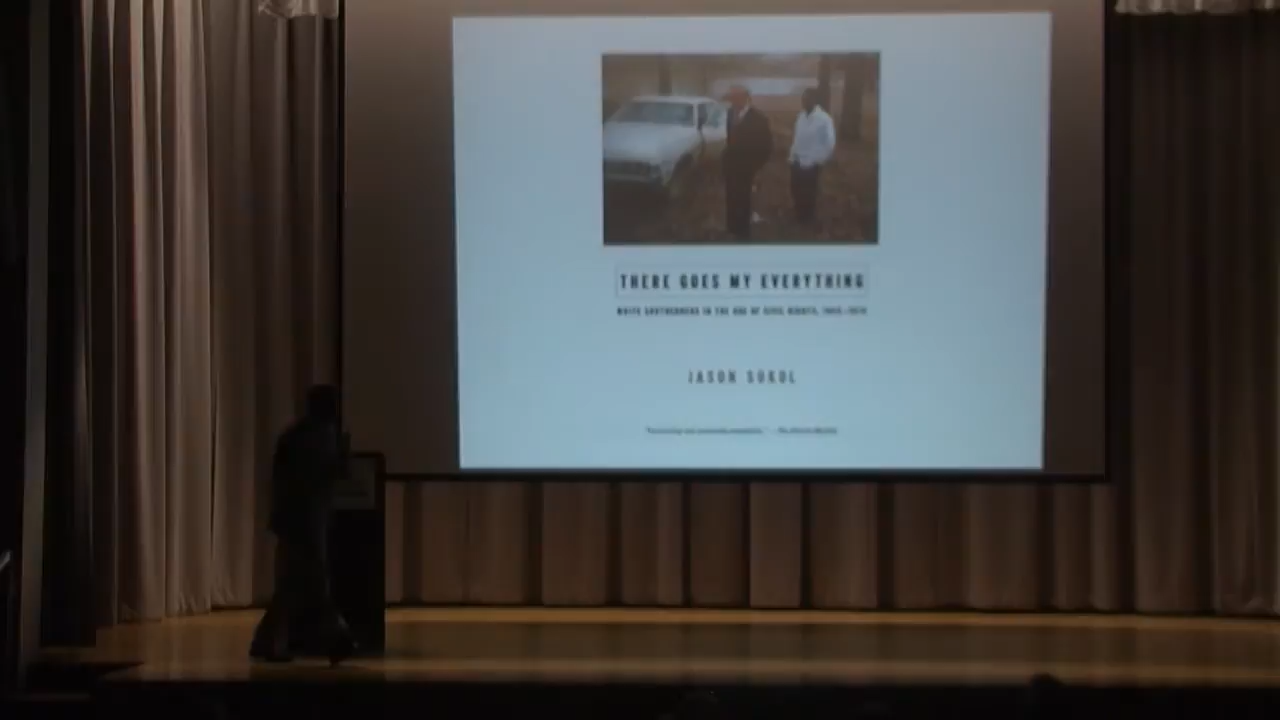 THERE GOES MY EVERYTHING
WHITE SOUTHERNERS IN THE AGE OF CIVIL RIGHTS, 1945–1975
JASON SOKOL